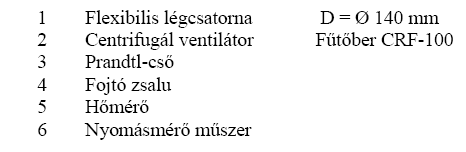 1 Flexibilis légcsatorna D = Ø 140 mm
2 Centrifugál ventilátor Fűtőber CRF-100
3 Prandtl-cső
4 Fojtó zsalu
5 Hőmérő
6 Nyomásmérő műszer